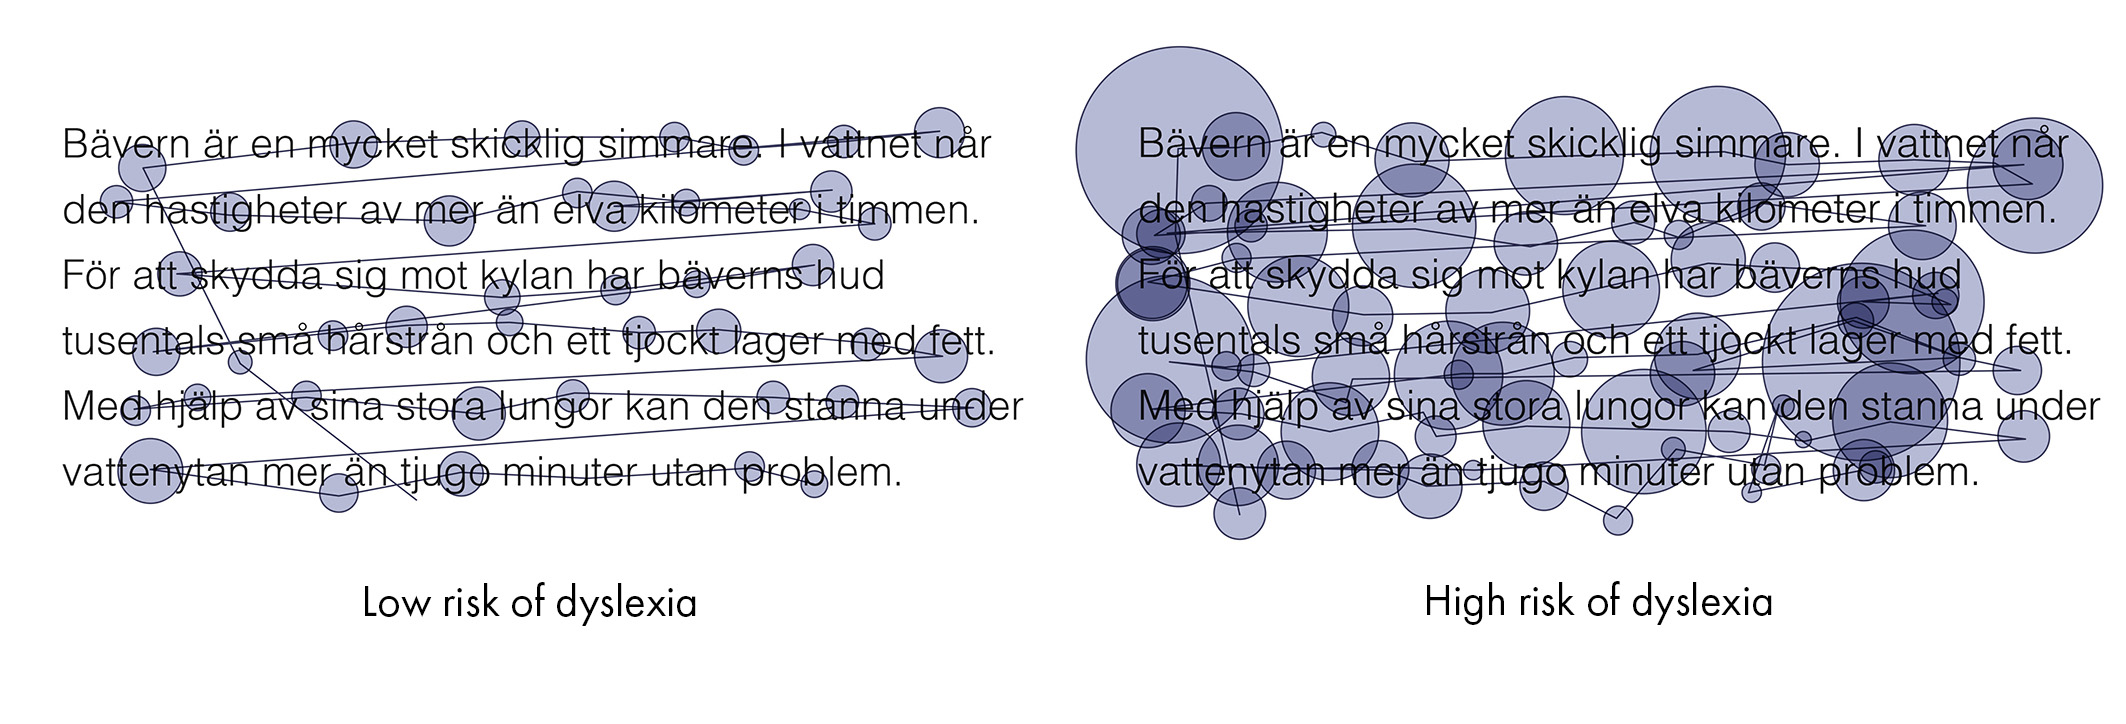 Bävern är en mycket skicklig simmare. I vattnet når
den hastigheter av mer än elva kilometer i timmen.
För att skydda sig mot kylan har bäverns hud
tusentals små hårstrån och ett tjockt lager med fett.
Med hjälp av sina stora lungor kan den stanna under
vattenytan mer än tjugo minuter utan problem.
Low risk of dyslexia
Bävern är en mycket skicklig simmare. I vattnet når
den hastigheter av mer än elva kilometer i timmen.
För att skydda sig mot kylan har bäverns hud
tusentals små hårstrån och ett tjockt lager med fett.
Med hjälp av sina stora lungor kan den stanna under
vattenytan mer än tjugo minuter utan problem.
High risk of dyslexia